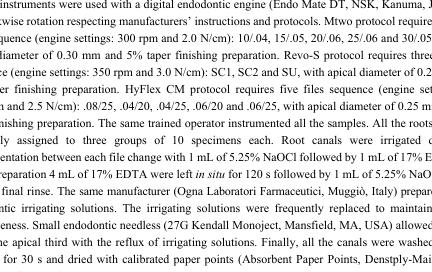 instruments were used with a digital endodontic engine (Endo Mate DT, NSK, Kanuma, J
kwise rotation respecting manufacturers’ instructions and protocols. Mtwo protocol require
quence (engine settings: 300 rpm and 2.0 N/cm): 10/.04, 15/.05, 20/.06, 25/.06 and 30/.05
diameter of 0.30 mm and 5% taper finishing preparation. Revo-S protocol requires three
ce (engine settings: 350 rpm and 3.0 N/cm): SC1, SC2 and SU, with apical diameter of 0.2
per finishing preparation. HyFlex CM protocol requires five files sequence (engine set
m and 2.5 N/cm): .08/25, .04/20, .04/25, .06/20 and .06/25, with apical diameter of 0.25 m
inishing preparation. The same trained operator instrumented all the samples. All the roots
ly assigned to three groups of 10 specimens each. Root canals were irrigated d
entation between each file change with 1 mL of 5.25% NaOCl followed by 1 mL of 17% E
reparation 4 mL of 17% EDTA were left in situ for 120 s followed by 1 mL of 5.25% NaO
final rinse. The same manufacturer (Ogna Laboratori Farmaceutici, Muggiò, Italy) prepare
ntic irrigating solutions. The irrigating solutions were frequently replaced to maintain
eness. Small endodontic needless (27G Kendall Monoject, Mansfield, MA, USA) allowed
he apical third with the reflux of irrigating solutions. Finally, all the canals were washed
for 30 s and dried with calibrated paper points (Absorbent Paper Points, Denstply-Mai